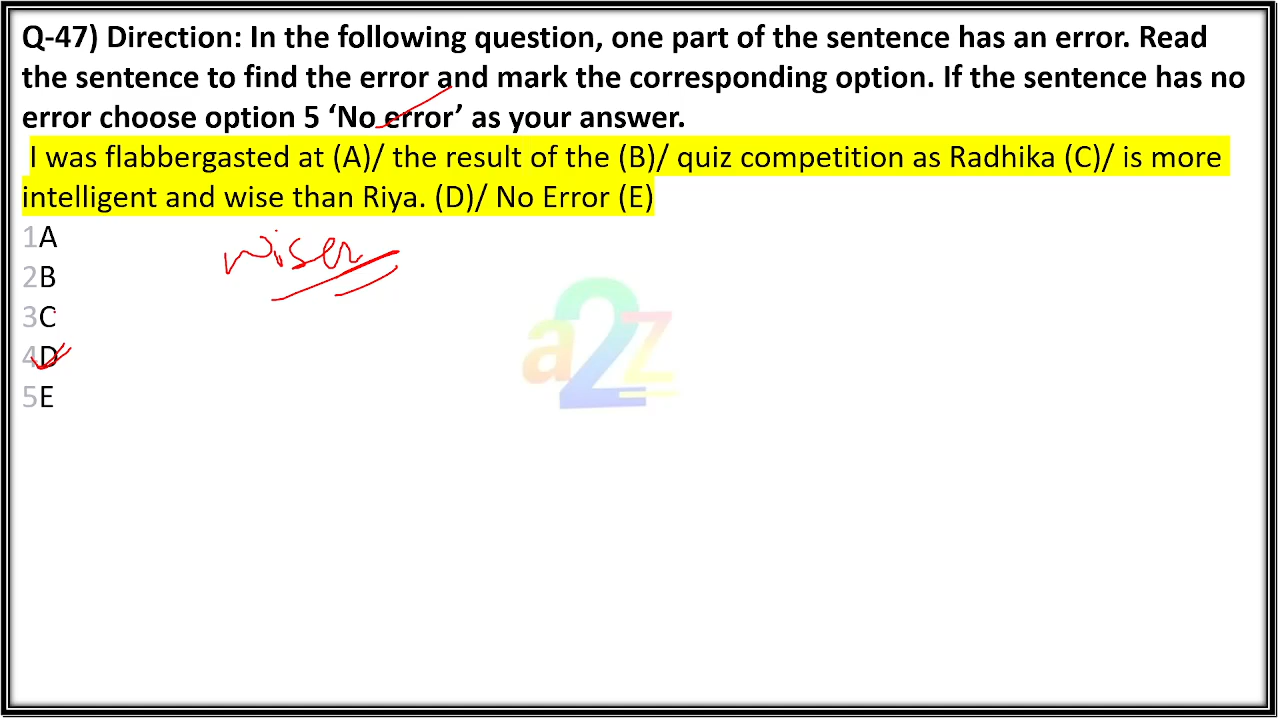 Q-47) Direction: In the following question, one part of the sentence has an error. Read
the sentence to find the error and mark the corresponding option. If the sentence has no
error choose option 5 ‘No error’ as your answer.
I was flabbergasted at (A)/ the result of the (B)/ quiz competition as Radhika (C)/ is more
intelligent and wise than Riya. (D)/ No Error (E)
1A
wiser
2B
3C
4D
5E
a2z